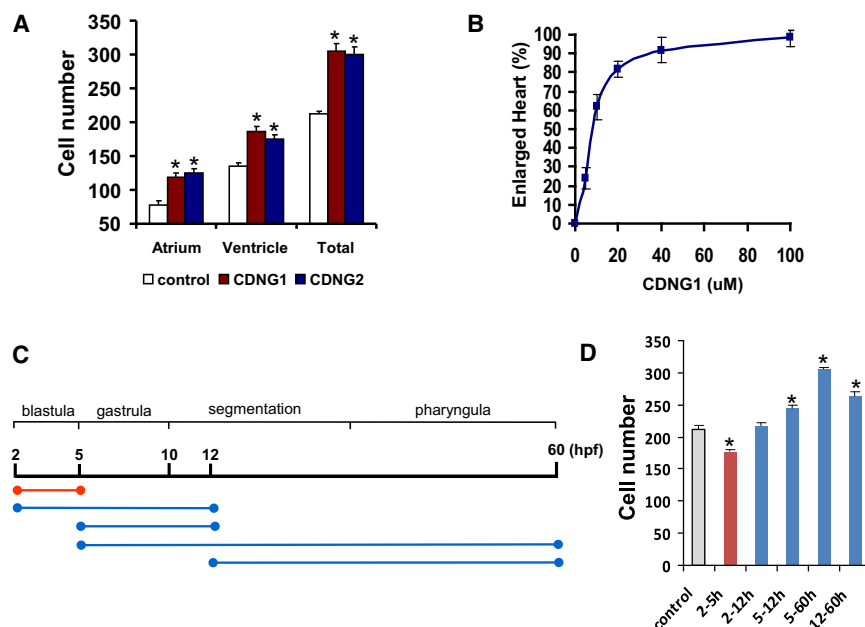 A
Cell number
350
300
250
200
150
100
50
* * * * * *
Atrium Ventricle Total
control CDNG1 CDNG2
B
Enlarged Heart (%)
100
90
80
70
60
50
40
30
20
10
0
0 20 40 60 80 100
CDNG1 (uM)
C
blastula gastrula segmentation pharyngula
2 5 10 12 60 (hpf)
D
Cell number
350
300
250
200
150
100
50
0
* * * *
control 2-5h 2-12h 5-12h 5-60h 12-60h